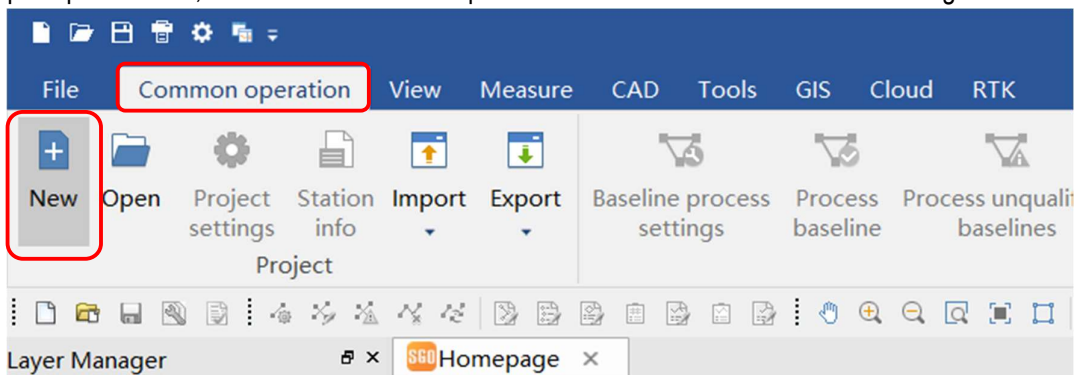 File Common operation View Measure CAD Tools GIS Cloud RTK
New Open Project settings Station info Import Export Baseline process settings Process baseline Process baselines
Project
Layer Manager SGO Homepage